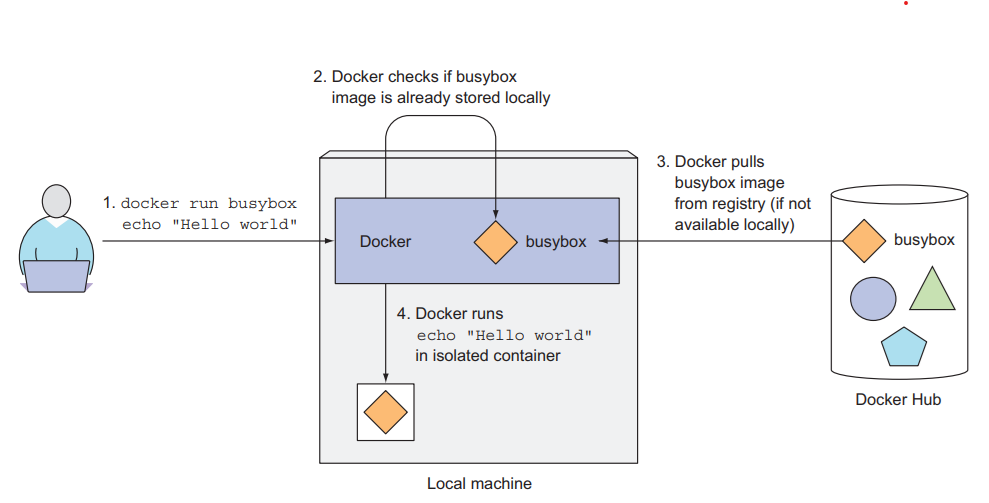 2. Docker checks if busybox
image is already stored locally
3. Docker pulls
busybox image
from registry (if not
available locally)
1. docker run busybox
echo "Hello world"
Docker
busybox
busybox
4. Docker runs
echo "Hello world"
in isolated container
Docker Hub
Local machine